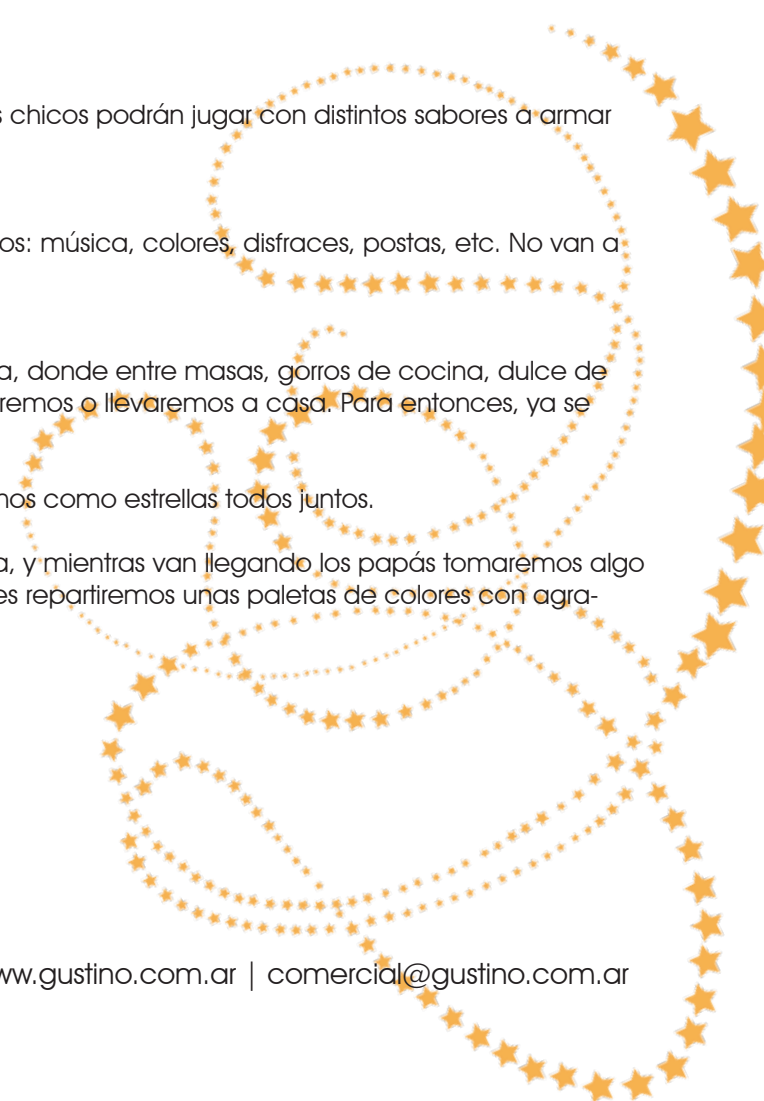 s chicos podrán jugar con distintos sabores a armar
os: música, colores, disfraces, postas, etc. No van a
a, donde entre masas, gorros de cocina, dulce de
remos o llevaremos a casa. Para entonces, ya se
nos como estrellas todos juntos.
a, y mientras van llegando los papás tomaremos algo
es repartiremos unas paletas de colores con agra-
ww.gustino.com.ar | comercial@gustino.com.ar